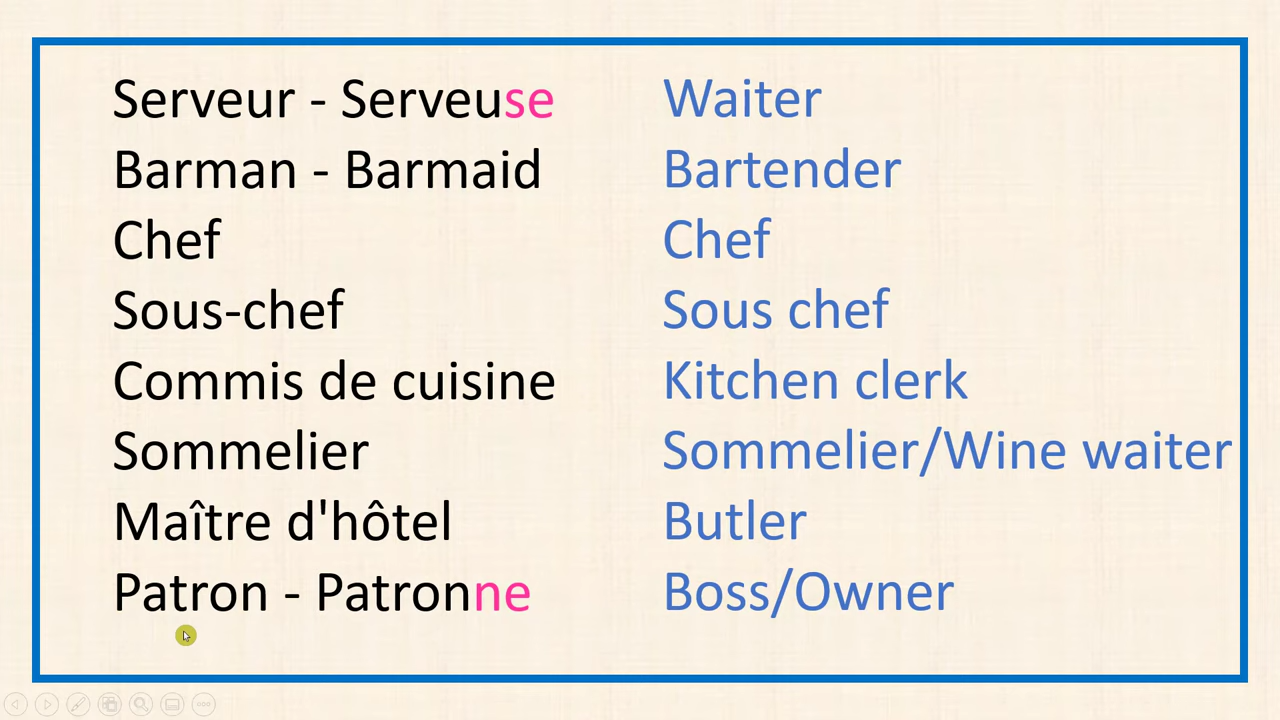 Serveur - Serveuse Waiter
Barman - Barmaid Bartender
Chef Chef
Sous-chef Sous chef
Commis de cuisine Kitchen clerk
Sommelier Sommelier/Wine waiter
Maître d'hôtel Butler
Patron - Patronne Boss/Owner